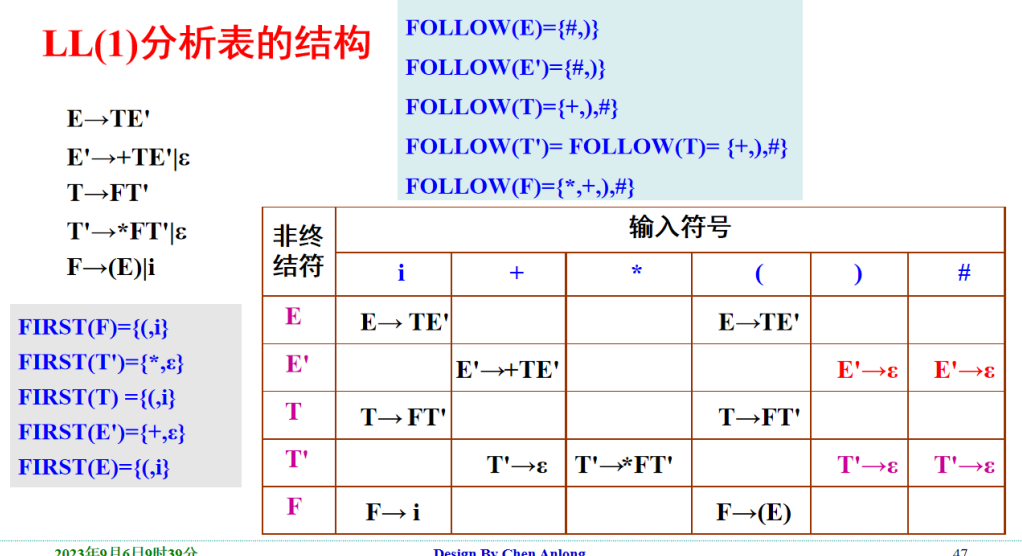 LL(1)分析表的结构
E→TE'
E'→+TE'|ε
T→FT'
T'→*FT'|ε
F→(E)|i
FOLLOW(E)={#,)}
FOLLOW(E')={#,)}
FOLLOW(T)={+,),#}
FOLLOW(T')= FOLLOW(T)= {+,),#}
FOLLOW(F)={*,+,),#}
FIRST(F)={(,i}
FIRST(T')={*,ε}
FIRST(T) ={(,i}
FIRST(E')={+,ε}
FIRST(E)={(,i}
非终结符 输入符号
i + * ( ) #
E E→ TE' E→TE'
E' E'→+TE' E'→ε E'→ε
T T→ FT' T→FT'
T' T'→ε T'→*FT' T'→ε T'→ε
F F→ i F→(E)
2023年9月6日9时39分 Design By Chen Anlong 47